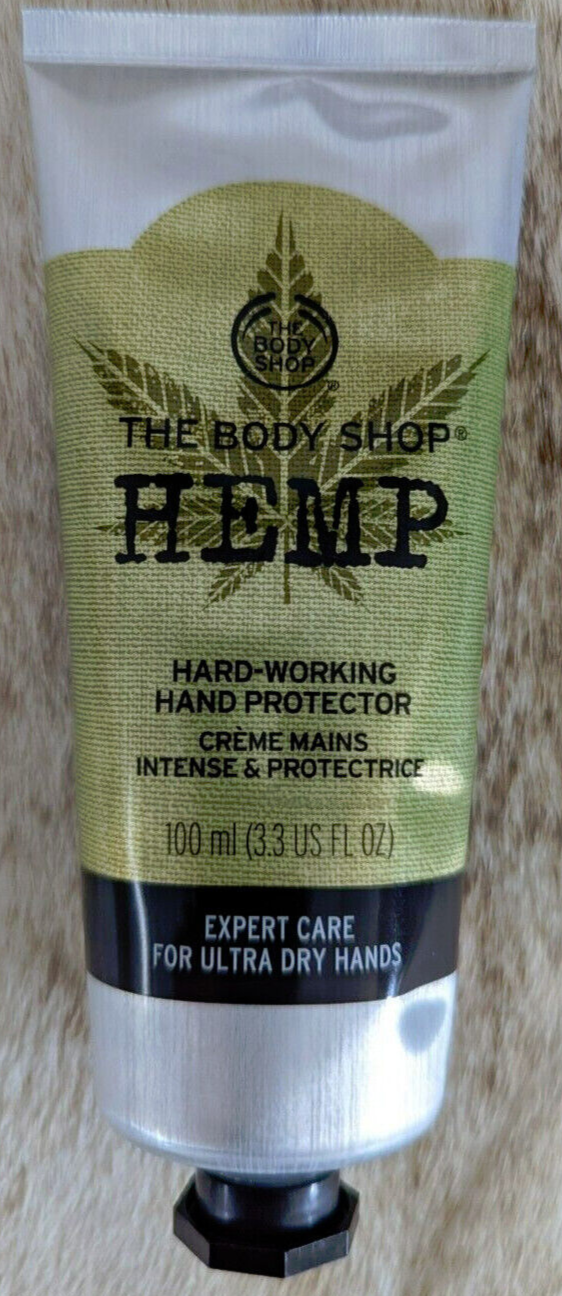 THE
BODY
SHOP
®
THE BODY SHOP®
HEMP
HARD-WORKING
HAND PROTECTOR
CRÈME MAINS
INTENSE & PROTECTRICE
100 ml (3.3 US FL OZ)
EXPERT CARE
FOR ULTRA DRY HANDS